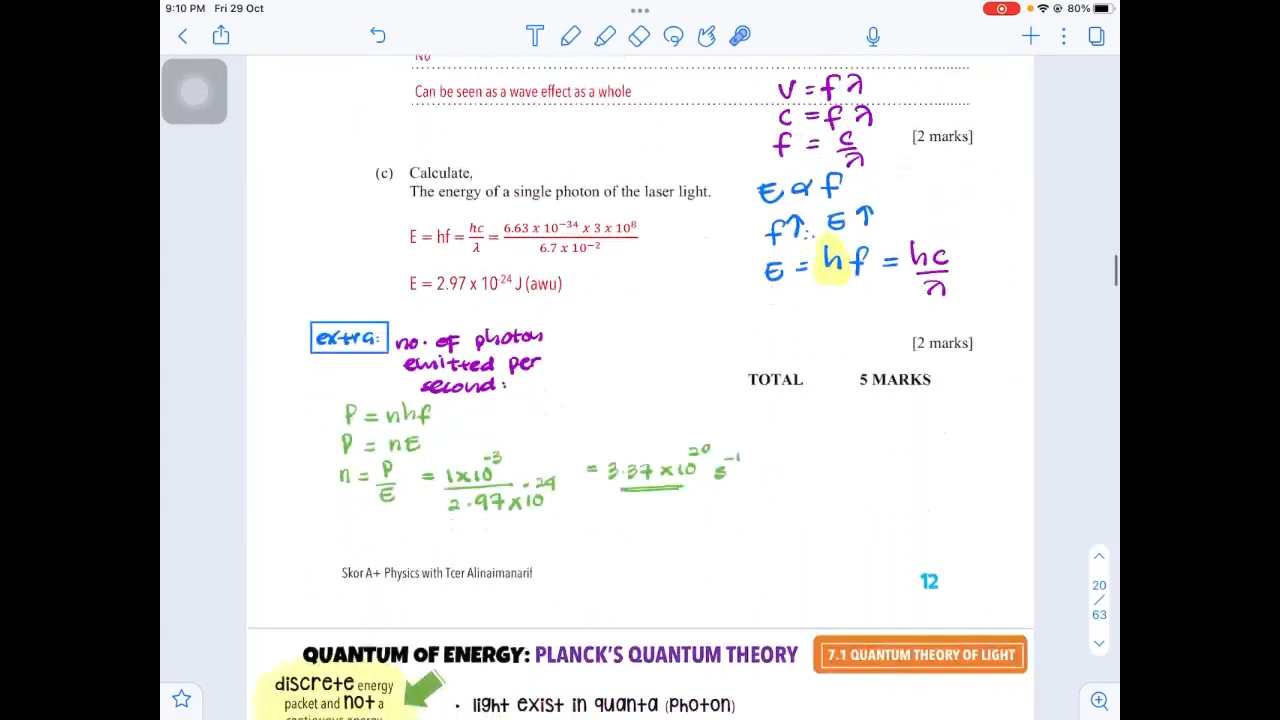 9:10 PM Fri 29 Oct
80%
No
Can be seen as a wave effect as a whole
v = fλ
c = fλ
f = c/λ
[2 marks]
(c) Calculate,
The energy of a single photon of the laser light.
E ∝ f
f↑ ∴ E↑
E = hf = hc/λ
E = hf = hc/λ = 6.63 x 10⁻³⁴ x 3 x 10⁸ / 6.7 x 10⁻²
E = 2.97 x 10⁻²⁴ J (awu)
[2 marks]
extra: no. of photon
emitted per
second:
TOTAL 5 MARKS
P = nhf
P = nE
n = P/E = 1x10⁻³ / 2.97x10⁻²⁴ = 3.37 x10²⁰ s⁻¹
Skor A+ Physics with Tcer Alinaimanarif
12
20
/
63
QUANTUM OF ENERGY: PLANCK'S QUANTUM THEORY
7.1 QUANTUM THEORY OF LIGHT
discrete energy
packet and not a
• light exist in quanta (photon)